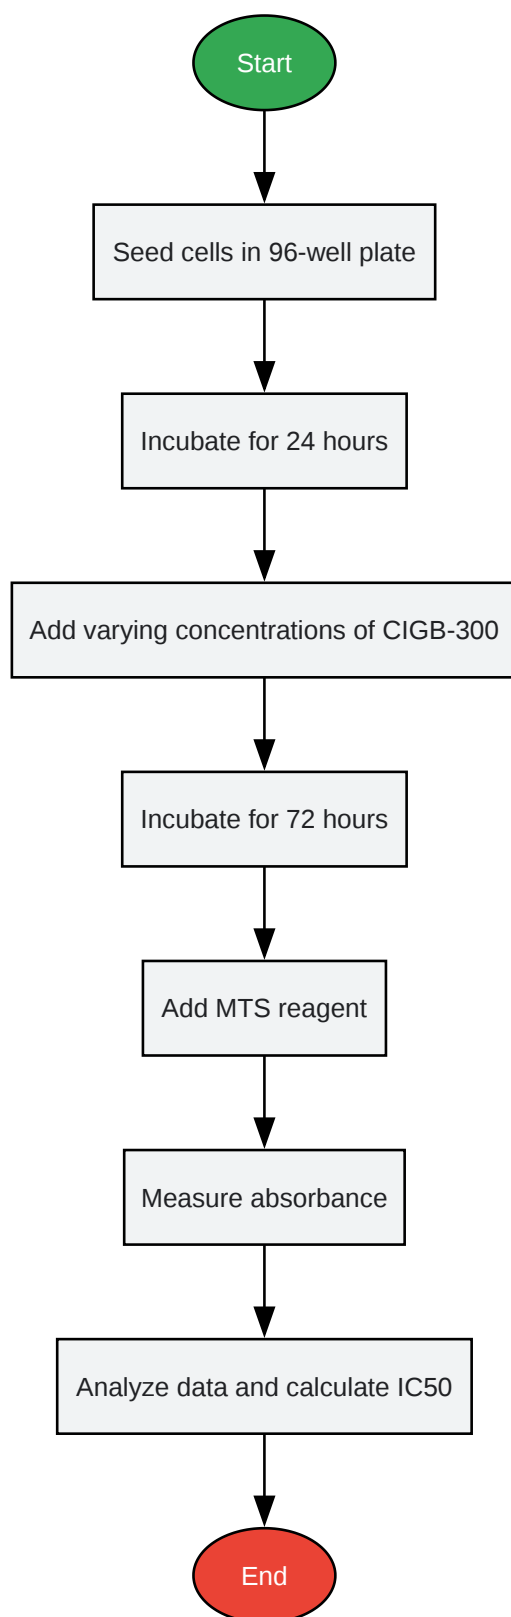 Start
Seed cells in 96-well plate
Incubate for 24 hours
Add varying concentrations of CIGB-300
Incubate for 72 hours
Add MTS reagent
Measure absorbance
Analyze data and calculate IC50
End